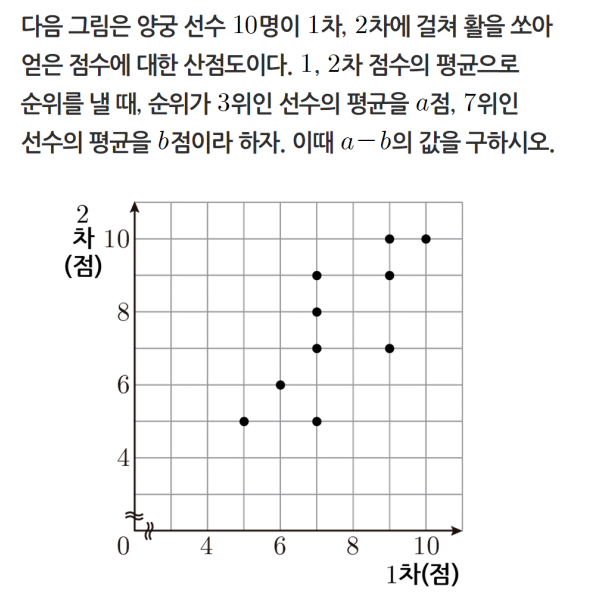 다음 그림은 양궁 선수 10명이 1차, 2차에 걸쳐 활을 쏘아
얻은 점수에 대한 산점도이다. 1, 2차 점수의 평균으로
순위를 낼 때, 순위가 3위인 선수의 평균을 a점, 7위인
선수의 평균을 b점이라 하자. 이때 a-b의 값을 구하시오.
2
차
(점)
10
8
6
4
0 4 6 8 10
1차(점)